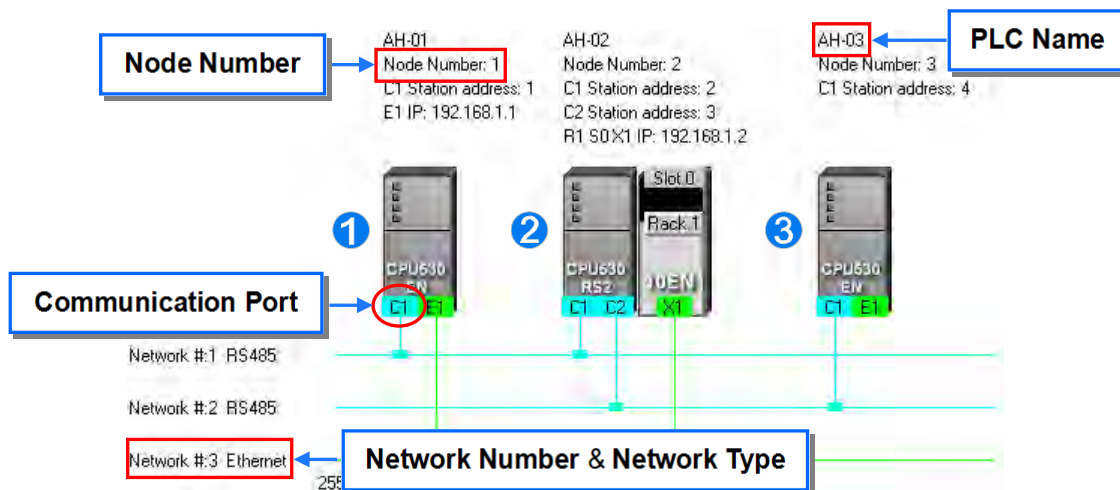 AH-01
Node Number: 1
C1 Station address: 1
E1 IP: 192.168.1.1
AH-02
Node Number: 2
C1 Station address: 2
C2 Station address: 3
R1 S0 X1 IP: 192.168.1.2
AH-03
Node Number: 3
C1 Station address: 4
Node Number
PLC Name
1
CPU530
EN
C1 E1
2
CPU530
RS2
C1 C2
Slot.0
Rack.1
10EN
X1
3
CPU530
EN
C1 E1
Communication Port
Network #:1 RS485
Network #:2 RS485
Network #:3 Ethernet
Network Number & Network Type
255